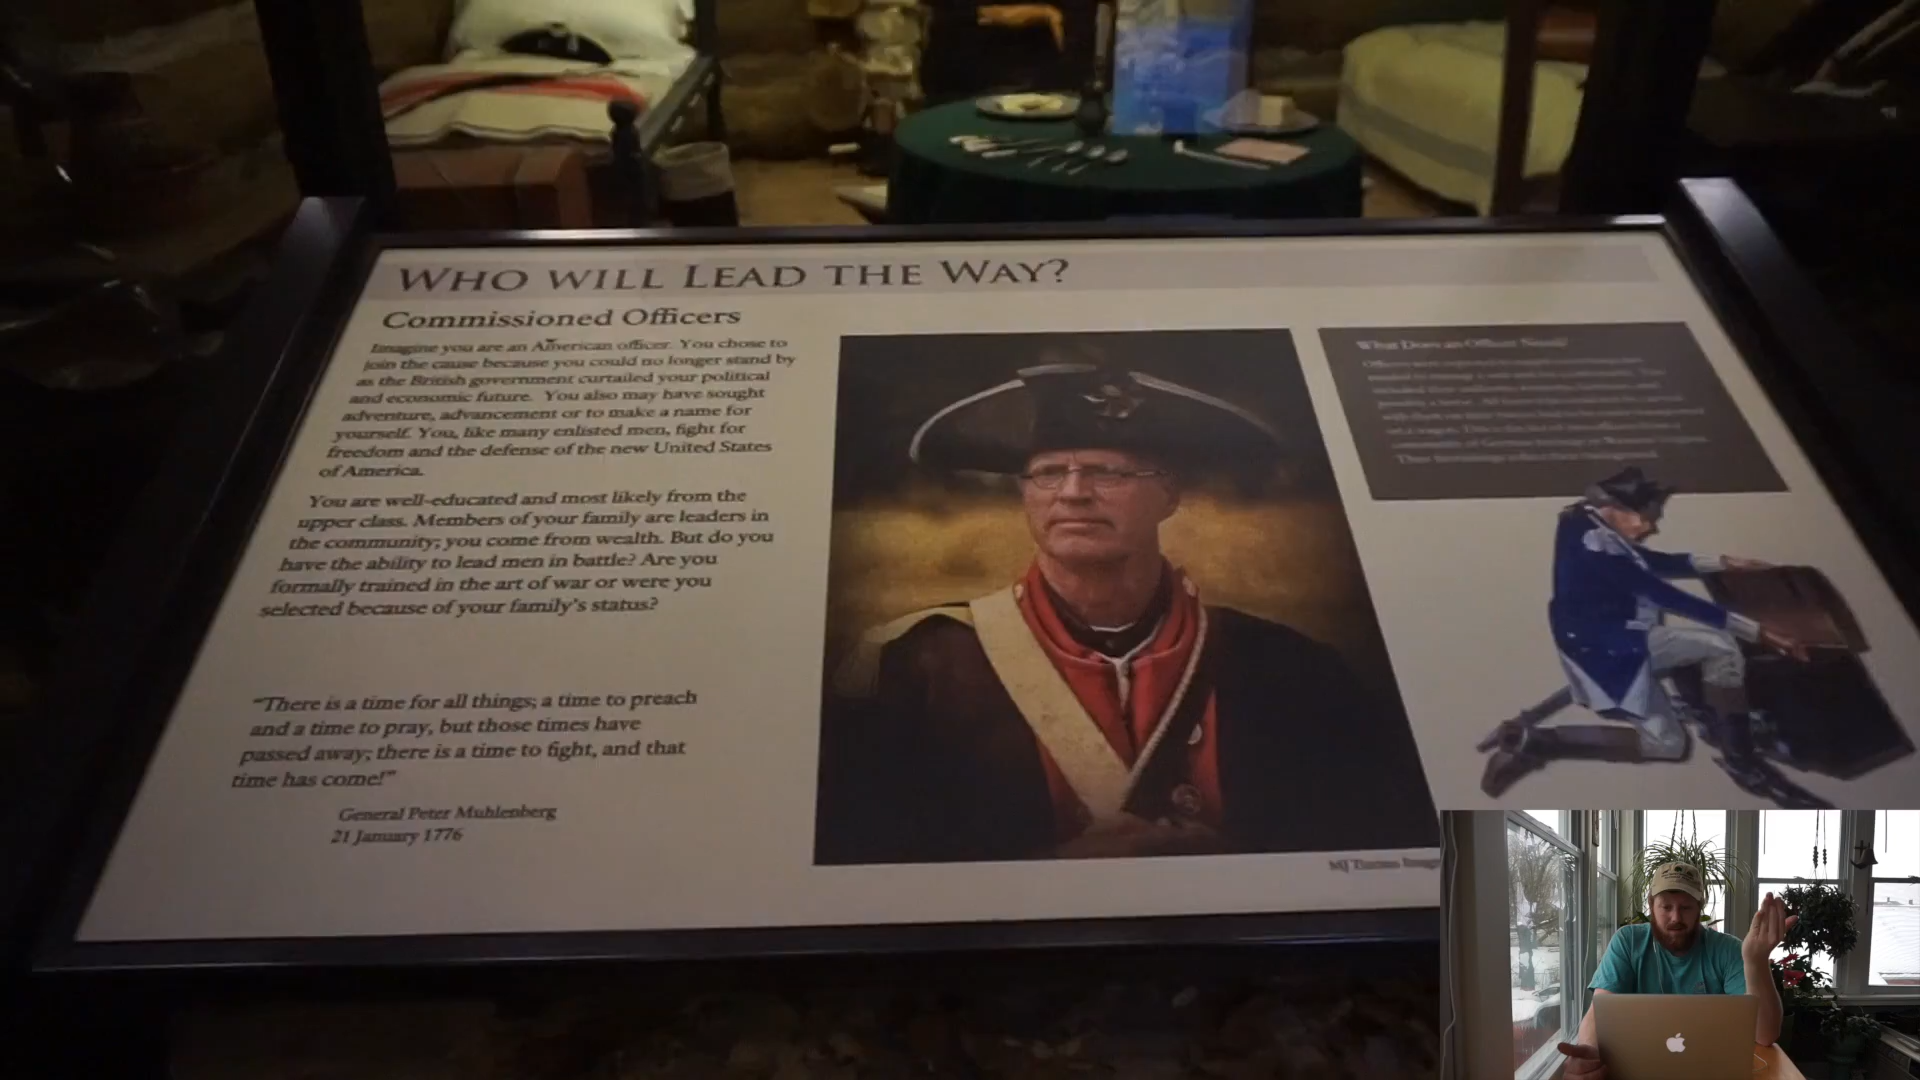 WHO WILL LEAD THE WAY?
Commissioned Officers
Imagine you are an American officer. You chose to
join the cause because you could no longer stand by
as the British government curtailed your political
and economic future. You also may have sought
adventure, advancement or to make a name for
yourself. You, like many enlisted men, fight for
freedom and the defense of the new United States
of America.
You are well-educated and most likely from the
upper class. Members of your family are leaders in
the community; you come from wealth. But do you
have the ability to lead men in battle? Are you
formally trained in the art of war or were you
selected because of your family's status?
"There is a time for all things; a time to preach
and a time to pray, but those times have
passed away; there is a time to fight, and that
time has come!"
General Peter Muhlenberg
21 January 1776
What Does an Officer Need?